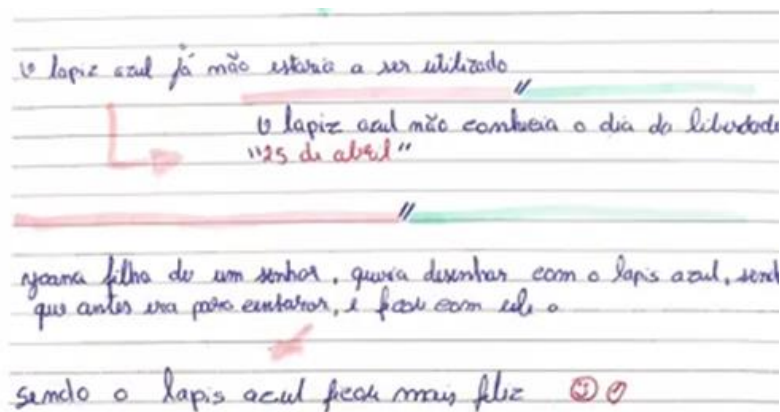 O lapiz azul já não estaria a ser utilizado
O lapiz azul não conhecia o dia da liberdade
"25 de abril"
Joana filha de um senhor, queria desenhar com o lapis azul, send
que antes era para censurar, e ficou com ele o
sendo o lapis azul ficou mais feliz